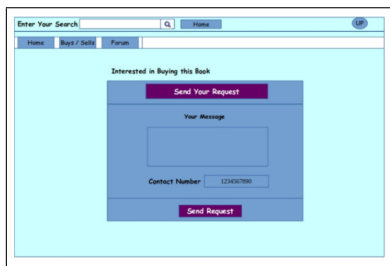 Enter Your Search Home UP
Home Buys / Sells Forum
Interested in Buying this Book
Send Your Request
Your Message
Contact Number 1234567890
Send Request